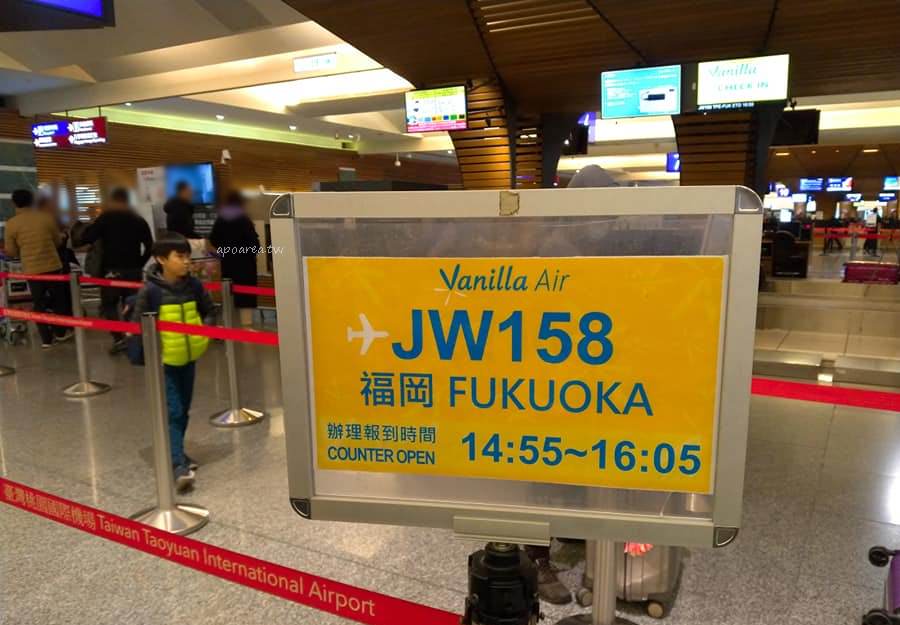 Vanilla
CHECK IN
apoarea.tw
Vanilla Air
JW158
福岡 FUKUOKA
辦理報到時間
COUNTER OPEN
14:55~16:05
臺灣桃園國際機場 Taiwan Taoyuan International Airport